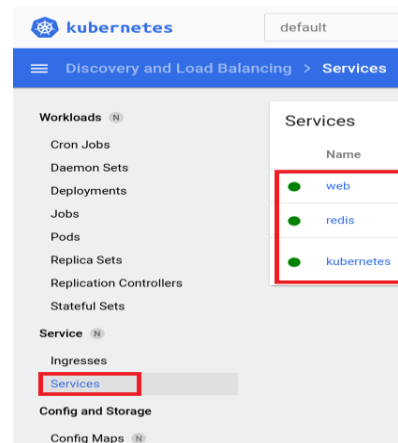 kubernetes
default
Discovery and Load Balancing > Services
Workloads N
Cron Jobs
Daemon Sets
Deployments
Jobs
Pods
Replica Sets
Replication Controllers
Stateful Sets
Service N
Ingresses
Services
Config and Storage
Config Maps N
Services
Name
web
redis
kubernetes